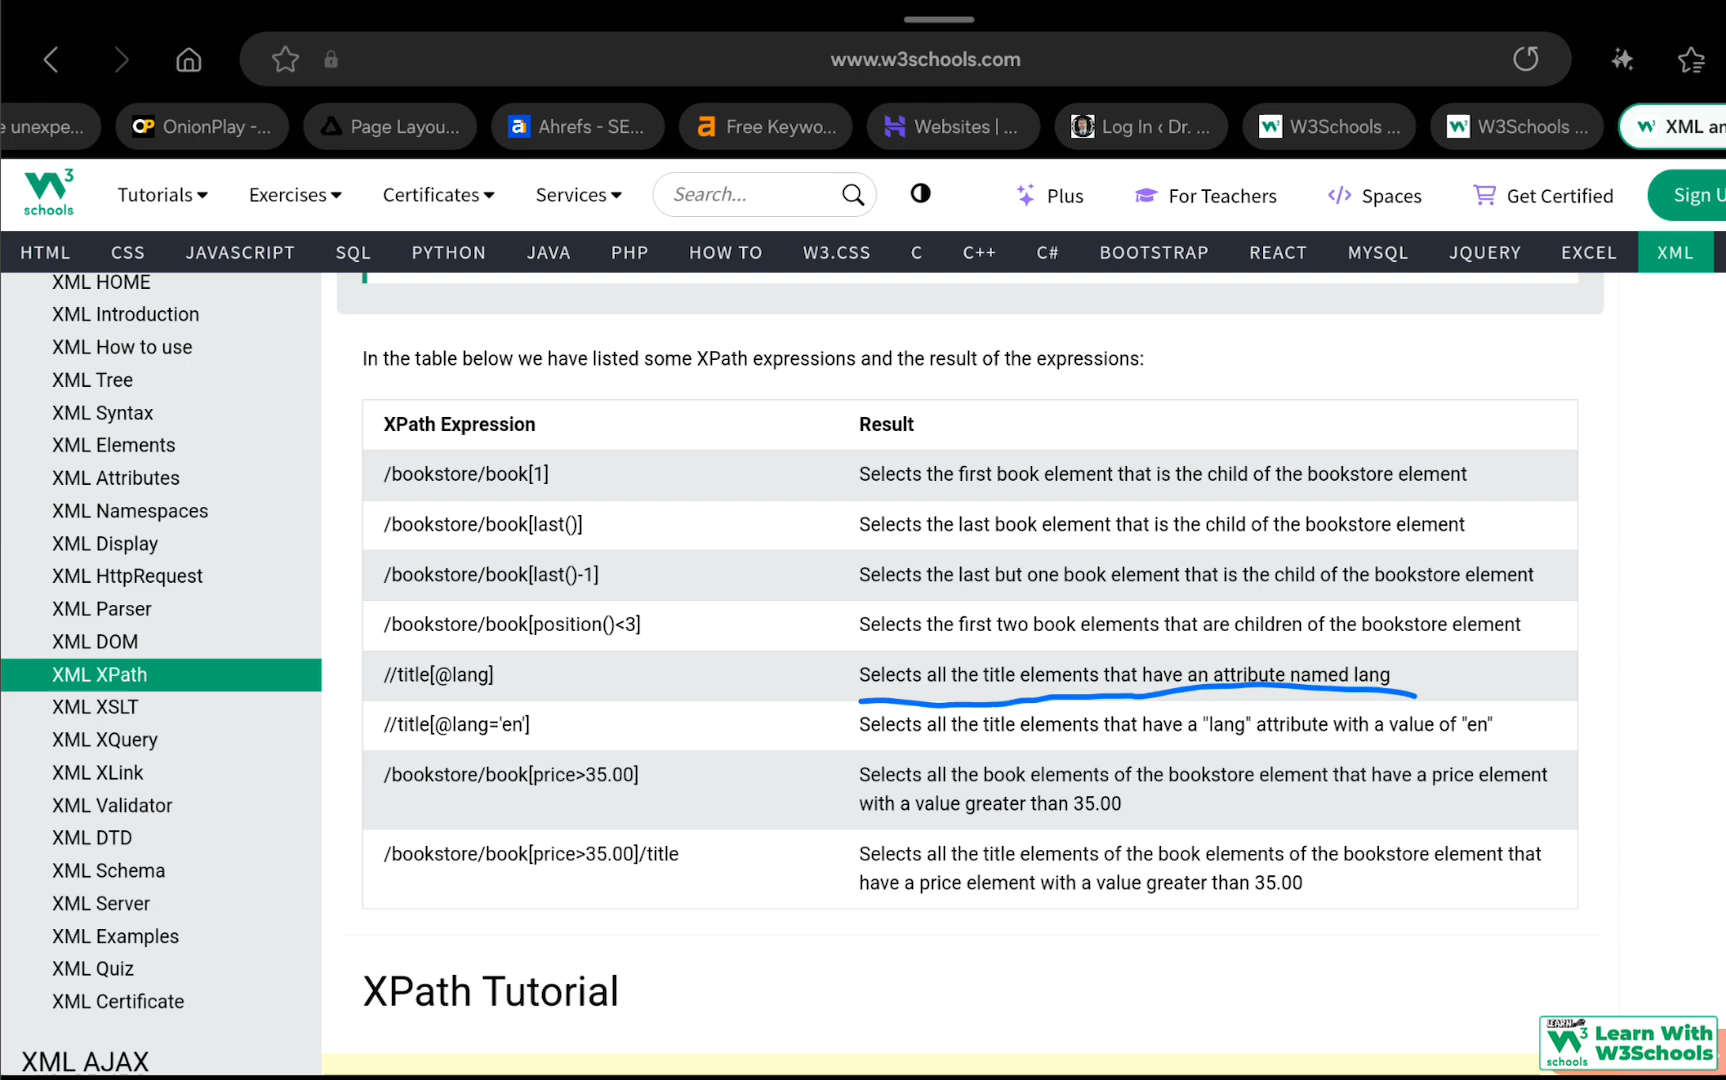 www.w3schools.com
e unexpe...
OnionPlay -...
Page Layou...
Ahrefs - SE...
Free Keywo...
Websites | ...
Log In ‹ Dr. ...
W3Schools ...
W3Schools ...
XML an
W3 schools
Tutorials
Exercises
Certificates
Services
Search...
Plus
For Teachers
Spaces
Get Certified
Sign U
HTML
CSS
JAVASCRIPT
SQL
PYTHON
JAVA
PHP
HOW TO
W3.CSS
C
C++
C#
BOOTSTRAP
REACT
MYSQL
JQUERY
EXCEL
XML
XML HOME
XML Introduction
XML How to use
XML Tree
XML Syntax
XML Elements
XML Attributes
XML Namespaces
XML Display
XML HttpRequest
XML Parser
XML DOM
XML XPath
XML XSLT
XML XQuery
XML XLink
XML Validator
XML DTD
XML Schema
XML Server
XML Examples
XML Quiz
XML Certificate
XML AJAX
In the table below we have listed some XPath expressions and the result of the expressions:
XPath Expression
Result
/bookstore/book[1]
Selects the first book element that is the child of the bookstore element
/bookstore/book[last()]
Selects the last book element that is the child of the bookstore element
/bookstore/book[last()-1]
Selects the last but one book element that is the child of the bookstore element
/bookstore/book[position()<3]
Selects the first two book elements that are children of the bookstore element
//title[@lang]
Selects all the title elements that have an attribute named lang
//title[@lang='en']
Selects all the title elements that have a "lang" attribute with a value of "en"
/bookstore/book[price>35.00]
Selects all the book elements of the bookstore element that have a price element
with a value greater than 35.00
/bookstore/book[price>35.00]/title
Selects all the title elements of the book elements of the bookstore element that
have a price element with a value greater than 35.00
XPath Tutorial
LEARN
W3 schools
Learn With
W3Schools